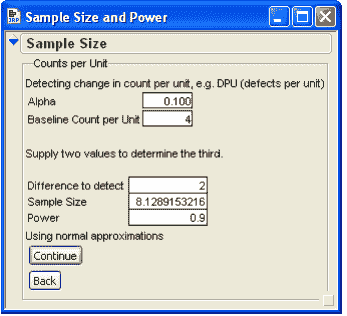 Sample Size and Power
Sample Size
Counts per Unit
Detecting change in count per unit, e.g. DPU (defects per unit)
Alpha 0.100
Baseline Count per Unit 4
Supply two values to determine the third.
Difference to detect 2
Sample Size 8.1289153216
Power 0.9
Using normal approximations
Continue
Back